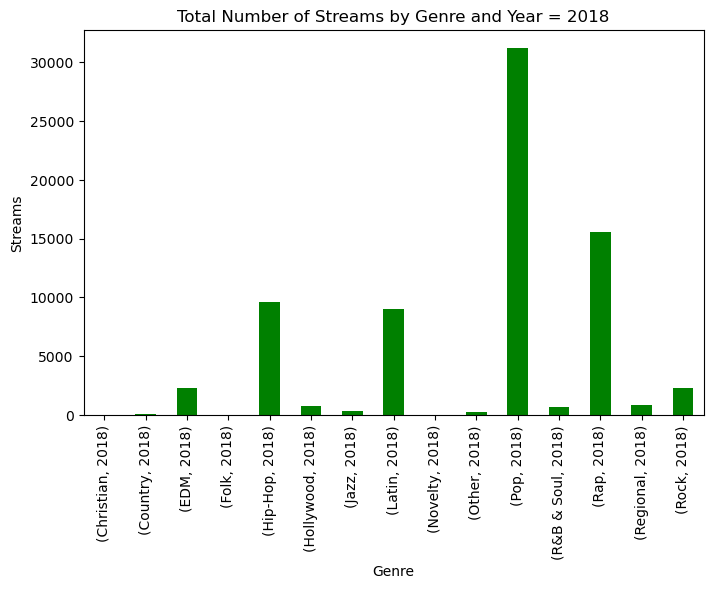 Total Number of Streams by Genre and Year = 2018
30000
25000
20000
15000
10000
5000
0
Streams
(Christian, 2018)
(Country, 2018)
(EDM, 2018)
(Folk, 2018)
(Hip-Hop, 2018)
(Hollywood, 2018)
(Jazz, 2018)
(Latin, 2018)
(Novelty, 2018)
(Other, 2018)
(Pop, 2018)
(R&B & Soul, 2018)
(Rap, 2018)
(Regional, 2018)
(Rock, 2018)
Genre